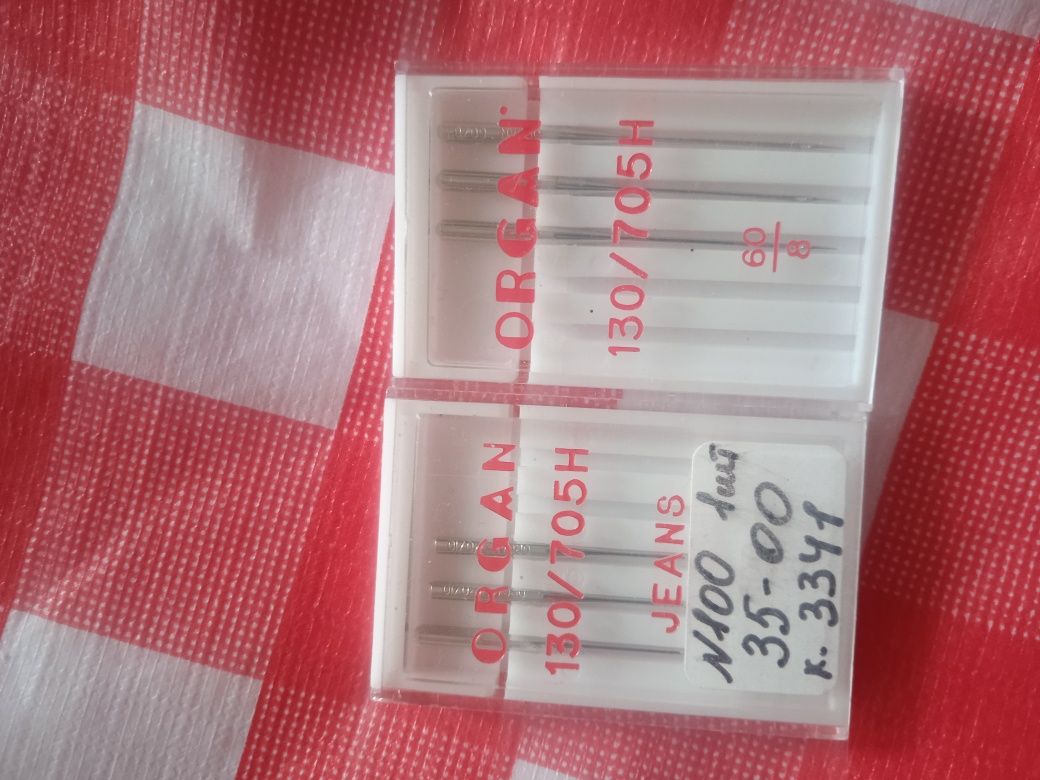 ORGAN
130/705H
60
8
ORGAN
130/705H
JEANS
N100 1шт
35-00
к. 3341